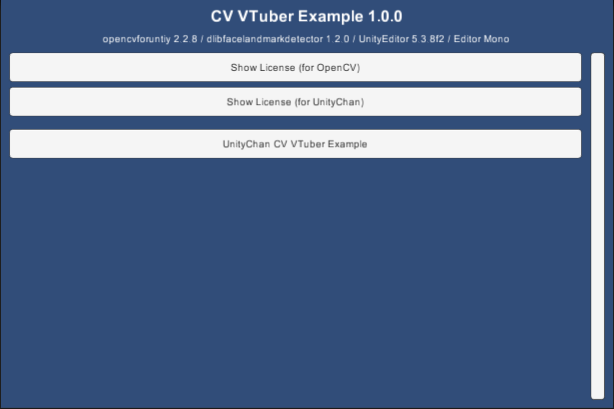 CV VTuber Example 1.0.0
opencvforuntiy 2.2.8 / dlibfacelandmarkdetector 1.2.0 / UnityEditor 5.3.8f2 / Editor Mono
Show License (for OpenCV)
Show License (for UnityChan)
UnityChan CV VTuber Example